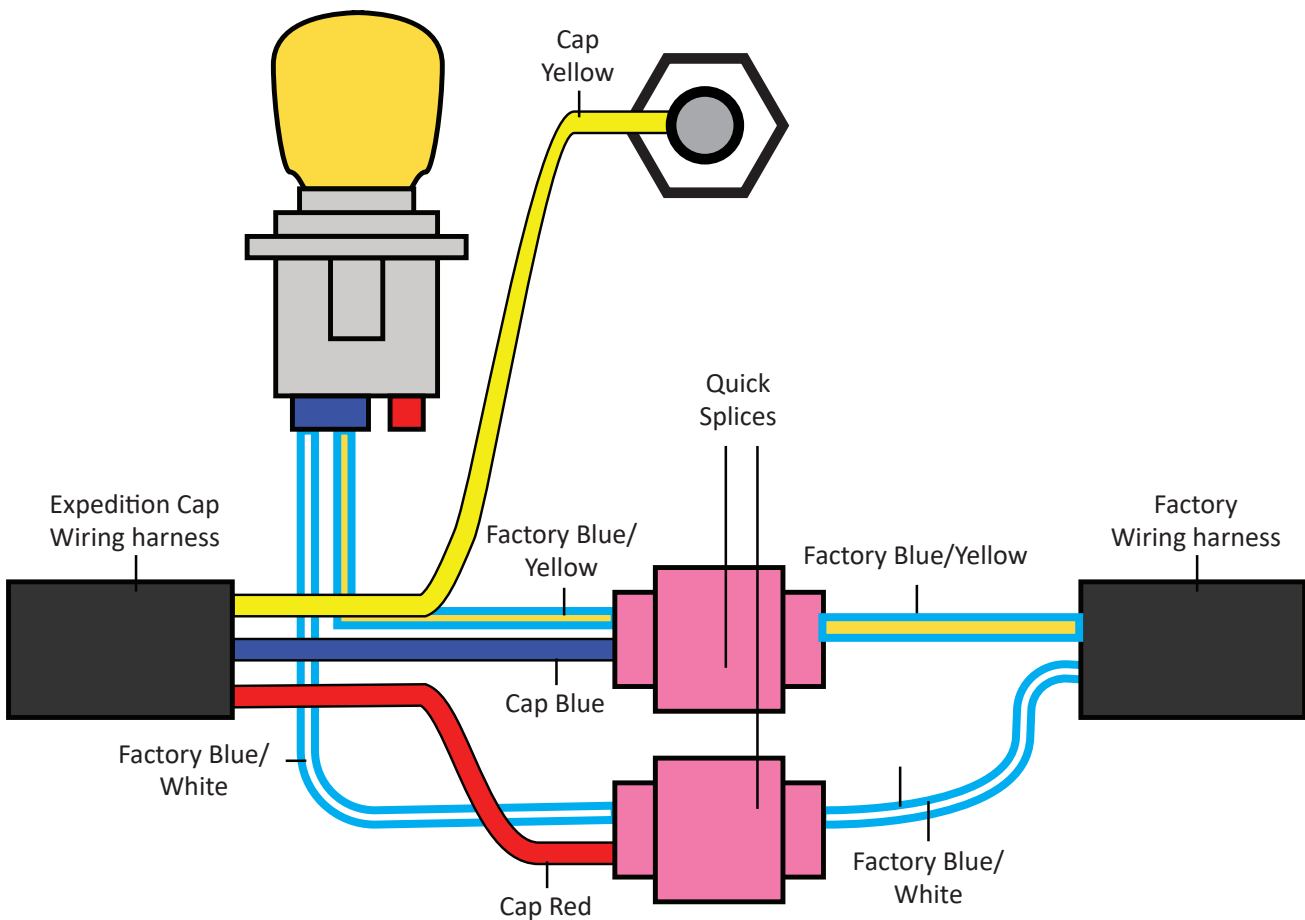 Cap
Yellow
Quick
Splices
Expedition Cap
Wiring harness
Factory Blue/
Yellow
Factory Blue/Yellow
Factory
Wiring harness
Cap Blue
Factory Blue/
White
Factory Blue/
White
Cap Red